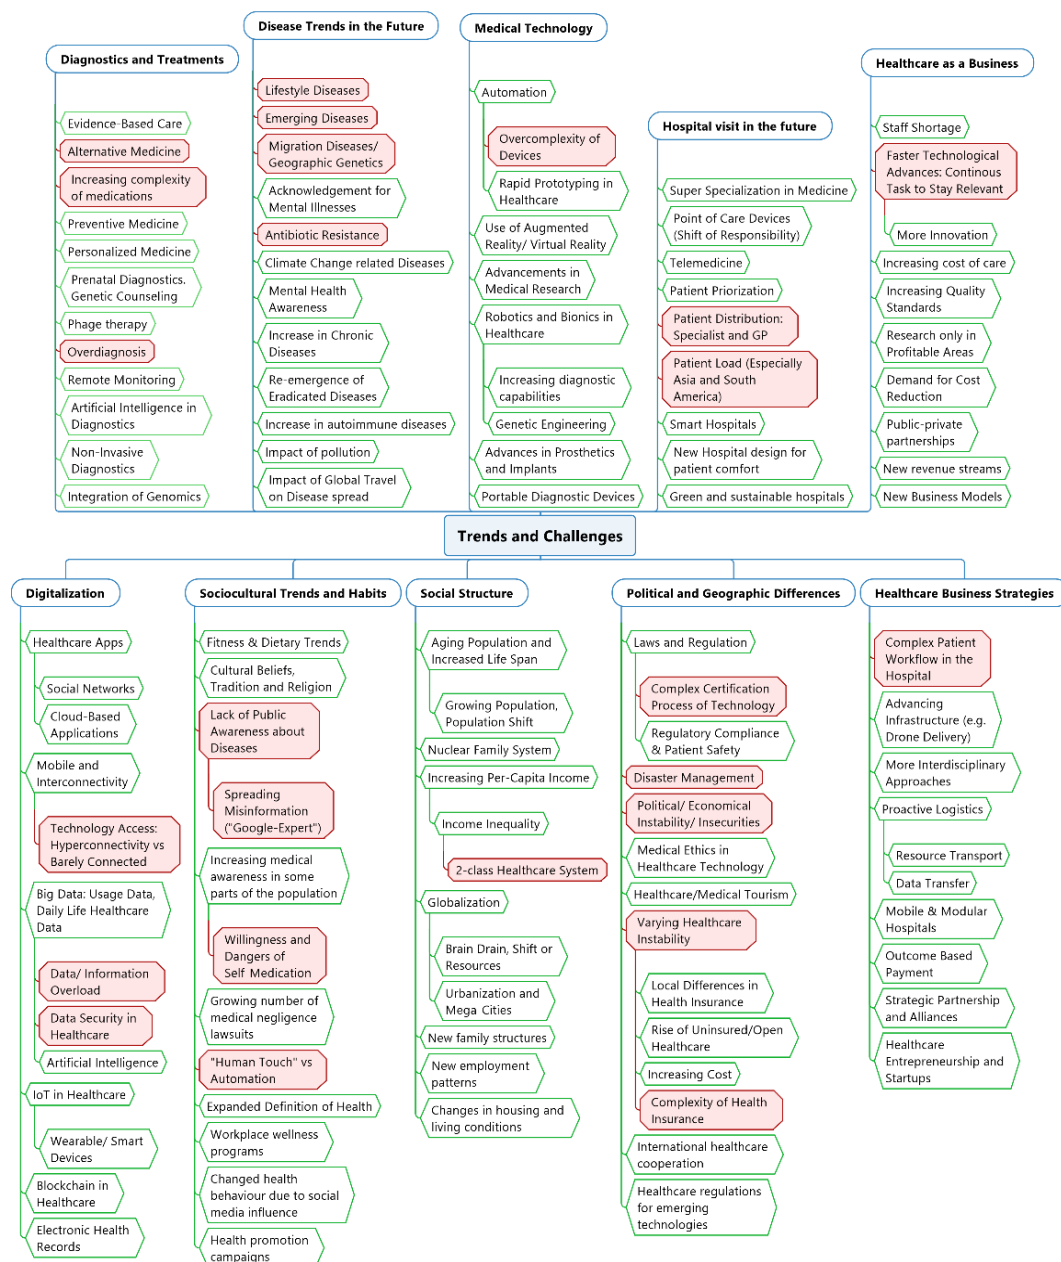 Diagnostics and Treatments
Evidence-Based Care
Alternative Medicine
Increasing complexity
of medications
Preventive Medicine
Personalized Medicine
Prenatal Diagnostics.
Genetic Counseling
Phage therapy
Overdiagnosis
Remote Monitoring
Artificial Intelligence in
Diagnostics
Non-Invasive
Diagnostics
Integration of Genomics
Disease Trends in the Future
Lifestyle Diseases
Emerging Diseases
Migration Diseases/
Geographic Genetics
Acknowledgement for
Mental Illnesses
Antibiotic Resistance
Climate Change related Diseases
Mental Health
Awareness
Increase in Chronic
Diseases
Re-emergence of
Eradicated Diseases
Increase in autoimmune diseases
Impact of pollution
Impact of Global Travel
on Disease spread
Medical Technology
Automation
Overcomplexity of
Devices
Rapid Prototyping in
Healthcare
Use of Augmented
Reality/ Virtual Reality
Advancements in
Medical Research
Robotics and Bionics in
Healthcare
Increasing diagnostic
capabilities
Genetic Engineering
Advances in Prosthetics
and Implants
Portable Diagnostic Devices
Hospital visit in the future
Super Specialization in Medicine
Point of Care Devices
(Shift of Responsibility)
Telemedicine
Patient Priorization
Patient Distribution:
Specialist and GP
Patient Load (Especially
Asia and South
America)
Smart Hospitals
New Hospital design for
patient comfort
Green and sustainable hospitals
Healthcare as a Business
Staff Shortage
Faster Technological
Advances: Continous
Task to Stay Relevant
More Innovation
Increasing cost of care
Increasing Quality
Standards
Research only in
Profitable Areas
Demand for Cost
Reduction
Public-private
partnerships
New revenue streams
New Business Models
Trends and Challenges
Digitalization
Healthcare Apps
Social Networks
Cloud-Based
Applications
Mobile and
Interconnectivity
Technology Access:
Hyperconnectivity vs
Barely Connected
Big Data: Usage Data,
Daily Life Healthcare
Data
Data/ Information
Overload
Data Security in
Healthcare
Artificial Intelligence
IoT in Healthcare
Wearable/ Smart
Devices
Blockchain in
Healthcare
Electronic Health
Records
Sociocultural Trends and Habits
Fitness & Dietary Trends
Cultural Beliefs,
Tradition and Religion
Lack of Public
Awareness about
Diseases
Spreading
Misinformation
("Google-Expert")
Increasing medical
awareness in some
parts of the population
Willingness and
Dangers of
Self Medication
Growing number of
medical negligence
lawsuits
"Human Touch" vs
Automation
Expanded Definition of Health
Workplace wellness
programs
Changed health
behaviour due to social
media influence
Health promotion
campaigns
Social Structure
Aging Population and
Increased Life Span
Growing Population,
Population Shift
Nuclear Family System
Increasing Per-Capita Income
Income Inequality
2-class Healthcare System
Globalization
Brain Drain, Shift or
Resources
Urbanization and
Mega Cities
New family structures
New employment
patterns
Changes in housing and
living conditions
Political and Geographic Differences
Laws and Regulation
Complex Certification
Process of Technology
Regulatory Compliance
& Patient Safety
Disaster Management
Political/ Economical
Instability/ Insecurities
Medical Ethics in
Healthcare Technology
Healthcare/Medical Tourism
Varying Healthcare
Instability
Local Differences in
Health Insurance
Rise of Uninsured/Open
Healthcare
Increasing Cost
Complexity of Health
Insurance
International healthcare
cooperation
Healthcare regulations
for emerging
technologies
Healthcare Business Strategies
Complex Patient
Workflow in the
Hospital
Advancing
Infrastructure (e.g.
Drone Delivery)
More Interdisciplinary
Approaches
Proactive Logistics
Resource Transport
Data Transfer
Mobile & Modular
Hospitals
Outcome Based
Payment
Strategic Partnership
and Alliances
Healthcare
Entrepreneurship and
Startups